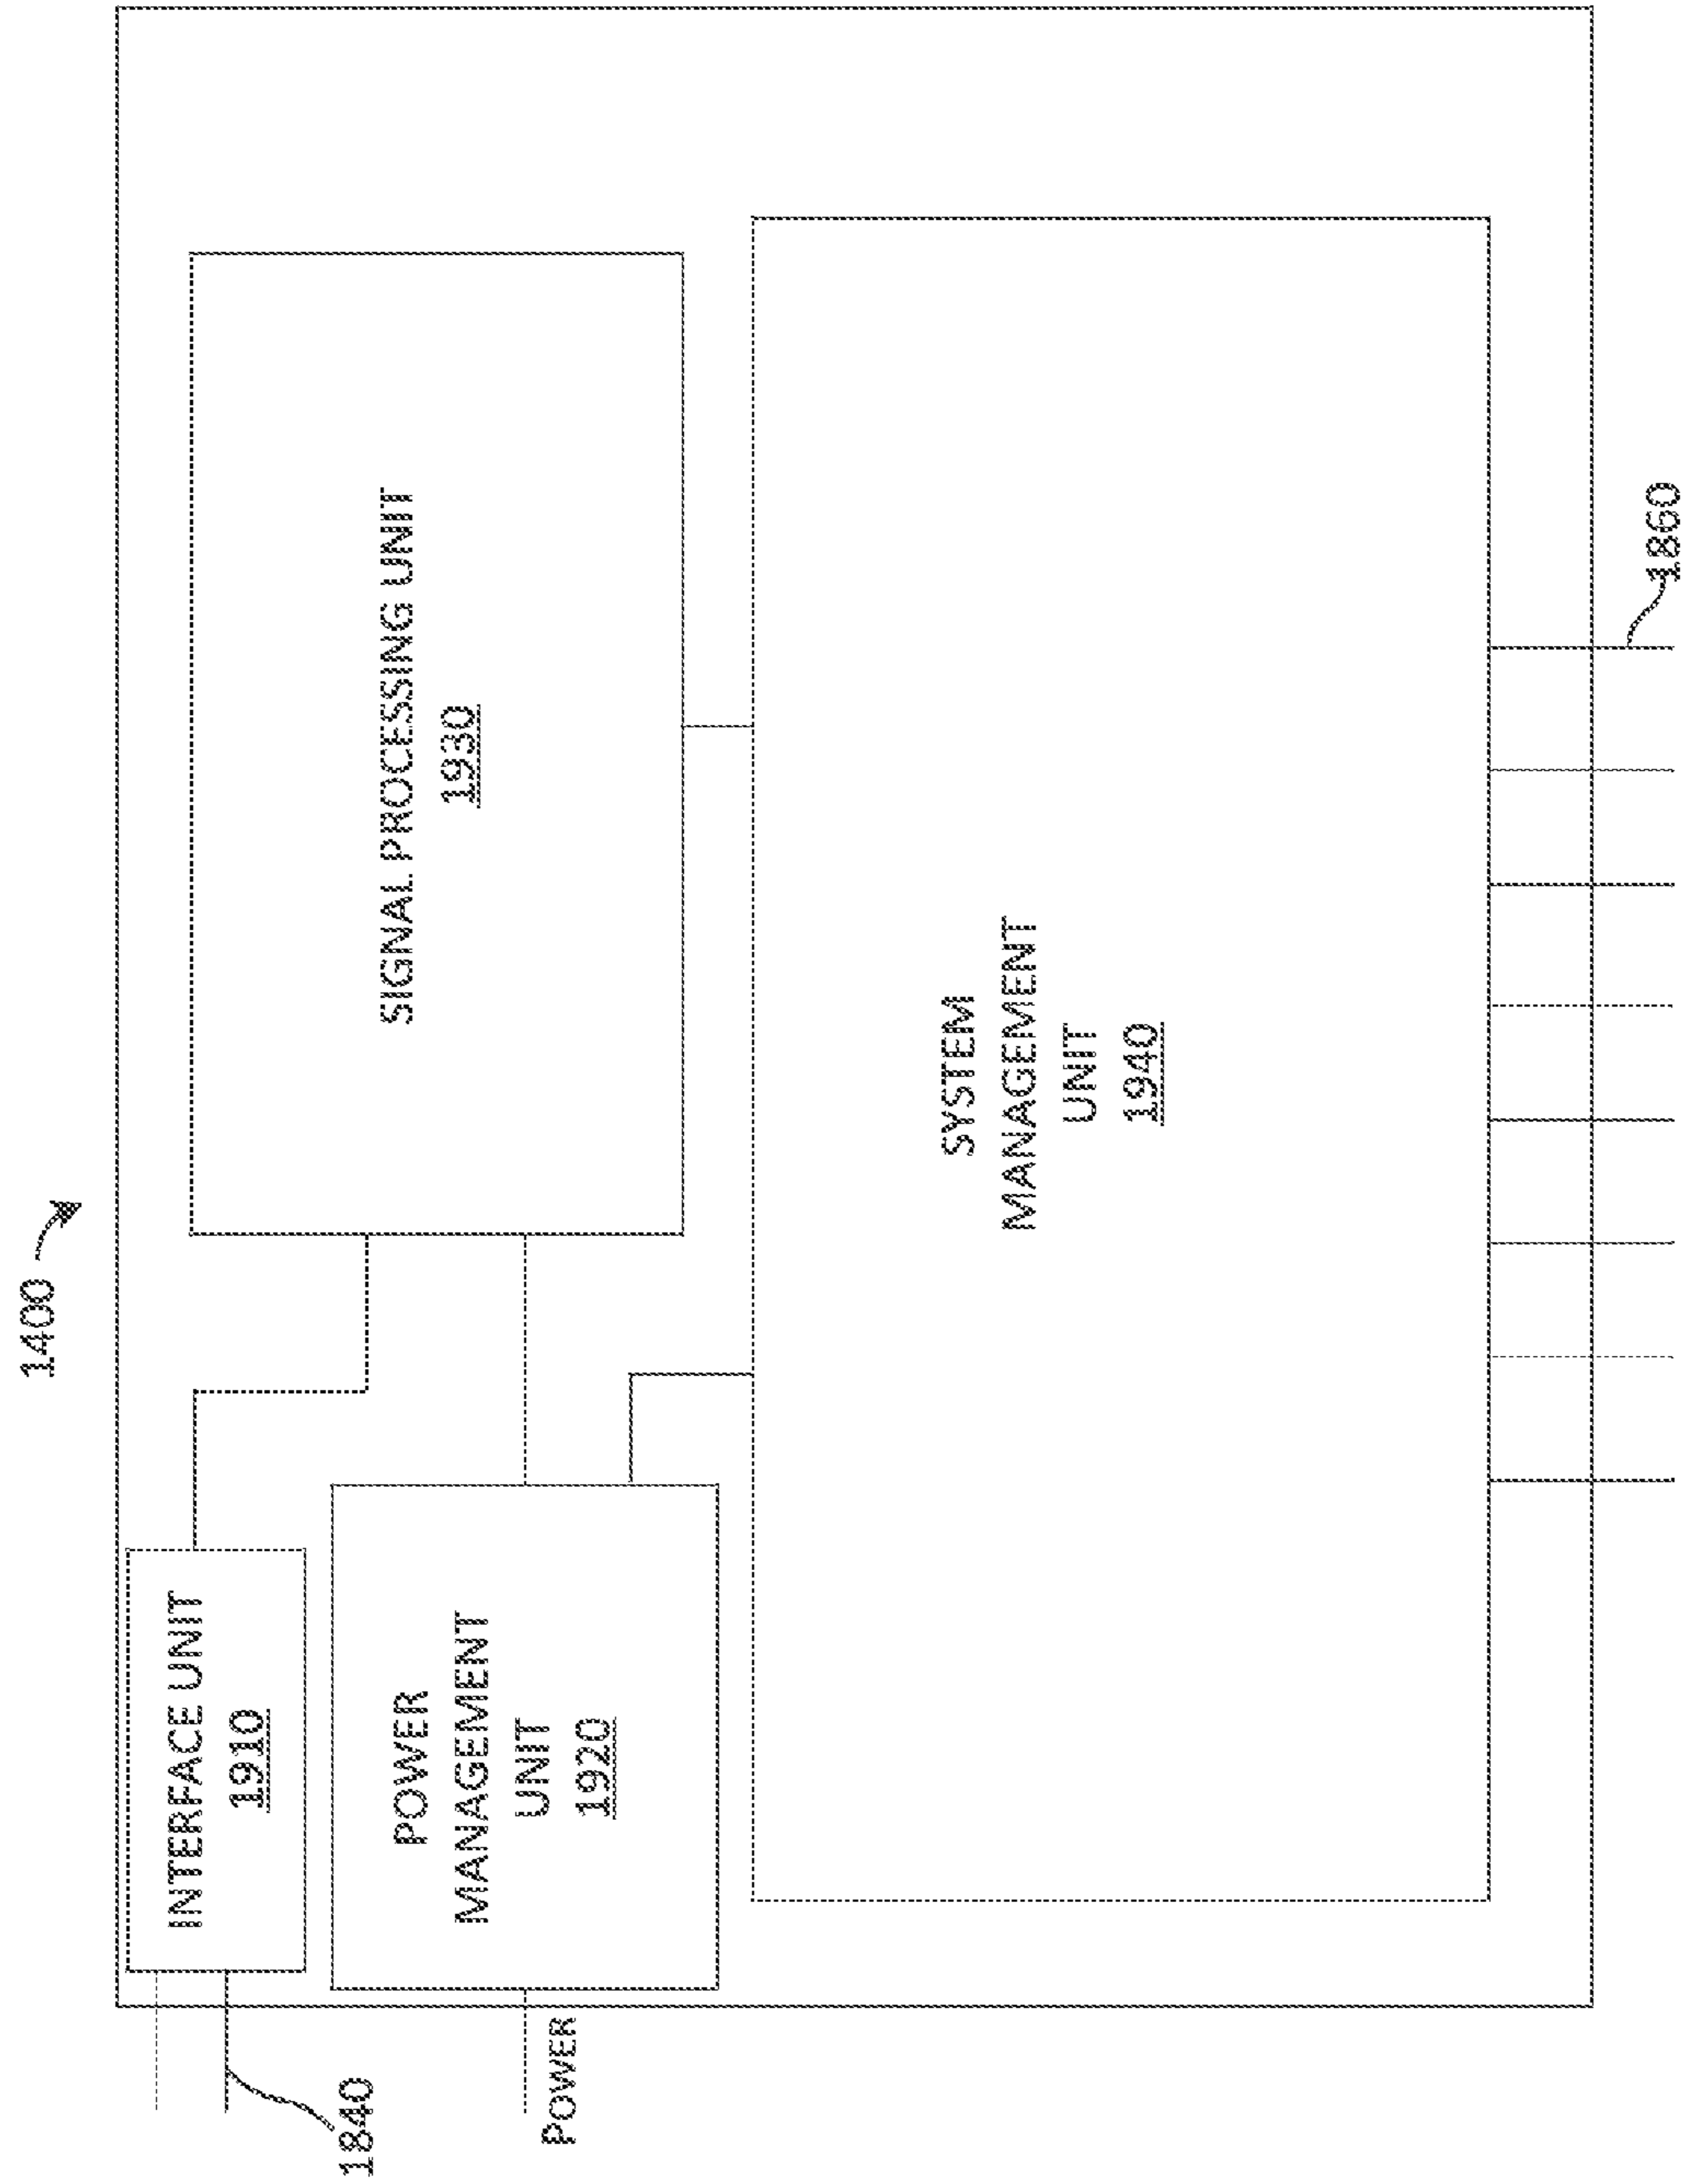 1400
INTERFACE UNIT
1910
1840
POWER
MANAGEMENT
UNIT
1920
POWER
SIGNAL PROCESSING UNIT
1930
SYSTEM
MANAGEMENT
UNIT
1940
1860